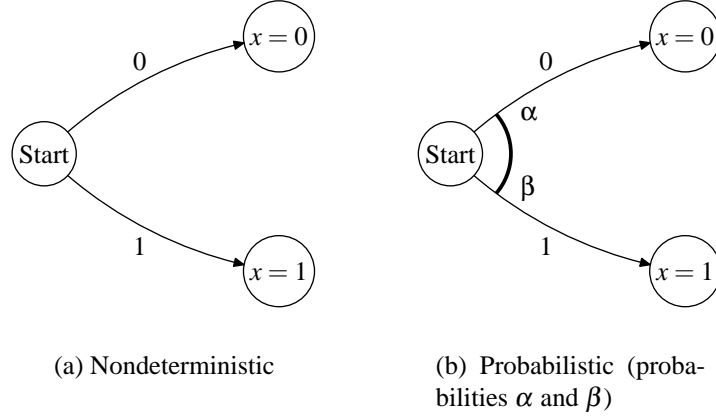 x = 0
0
Start
1
x = 1
(a) Nondeterministic
x = 0
0
α
Start
β
1
x = 1
(b) Probabilistic (proba-
bilities α and β)